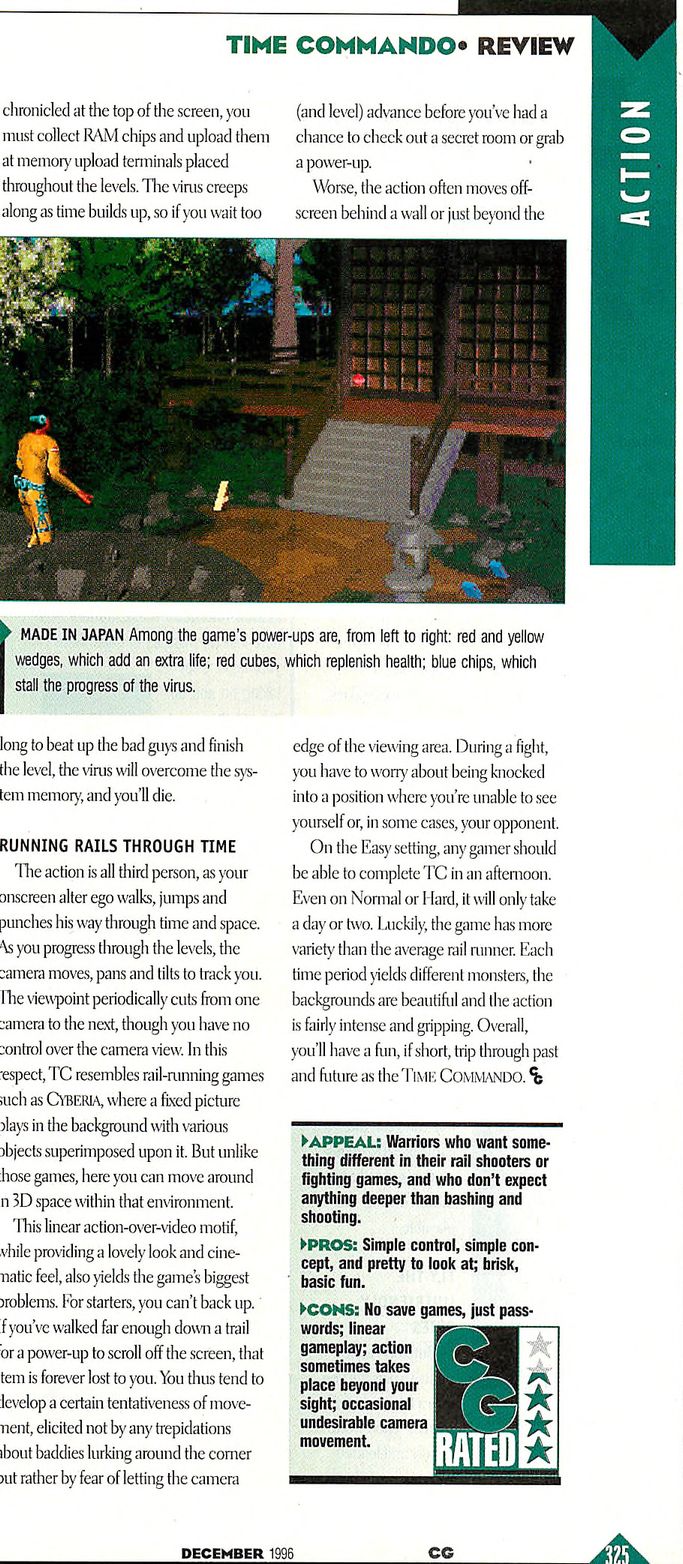 TIME COMMANDO• REVIEW
ACTION
chronicled at the top of the screen, you
must collect RAM chips and upload them
at memory upload terminals placed
throughout the levels. The virus creeps
along as time builds up, so if you wait too
long to beat up the bad guys and finish
the level, the virus will overcome the sys-
tem memory, and you'll die.
RUNNING RAILS THROUGH TIME
The action is all third person, as your
onscreen alter ego walks, jumps and
punches his way through time and space.
As you progress through the levels, the
camera moves, pans and tilts to track you.
The viewpoint periodically cuts from one
camera to the next, though you have no
control over the camera view. In this
respect, TC resembles rail-running games
such as CYBERIA, where a fixed picture
plays in the background with various
objects superimposed upon it. But unlike
those games, here you can move around
in 3D space within that environment.
This linear action-over-video motif,
while providing a lovely look and cine-
matic feel, also yields the game's biggest
problems. For starters, you can't back up.
If you've walked far enough down a trail
for a power-up to scroll off the screen, that
item is forever lost to you. You thus tend to
develop a certain tentativeness of move-
ment, elicited not by any trepidations
about baddies lurking around the corner
but rather by fear of letting the camera
(and level) advance before you've had a
chance to check out a secret room or grab
a power-up.
Worse, the action often moves off-
screen behind a wall or just beyond the
edge of the viewing area. During a fight,
you have to worry about being knocked
into a position where you're unable to see
yourself or, in some cases, your opponent.
On the Easy setting, any gamer should
be able to complete TC in an afternoon.
Even on Normal or Hard, it will only take
a day or two. Luckily, the game has more
variety than the average rail runner. Each
time period yields different monsters, the
backgrounds are beautiful and the action
is fairly intense and gripping. Overall,
you'll have a fun, if short, trip through past
and future as the TIME COMMANDO. CG
MADE IN JAPAN Among the game's power-ups are, from left to right: red and yellow
wedges, which add an extra life; red cubes, which replenish health; blue chips, which
stall the progress of the virus.
APPEAL: Warriors who want some-
thing different in their rail shooters or
fighting games, and who don't expect
anything deeper than bashing and
shooting.
PROS: Simple control, simple con-
cept, and pretty to look at; brisk,
basic fun.
CONS: No save games, just pass-
words; linear
gameplay; action
sometimes takes
place beyond your
sight; occasional
undesirable camera
movement.
CG
RATED
DECEMBER 1996
CG
325